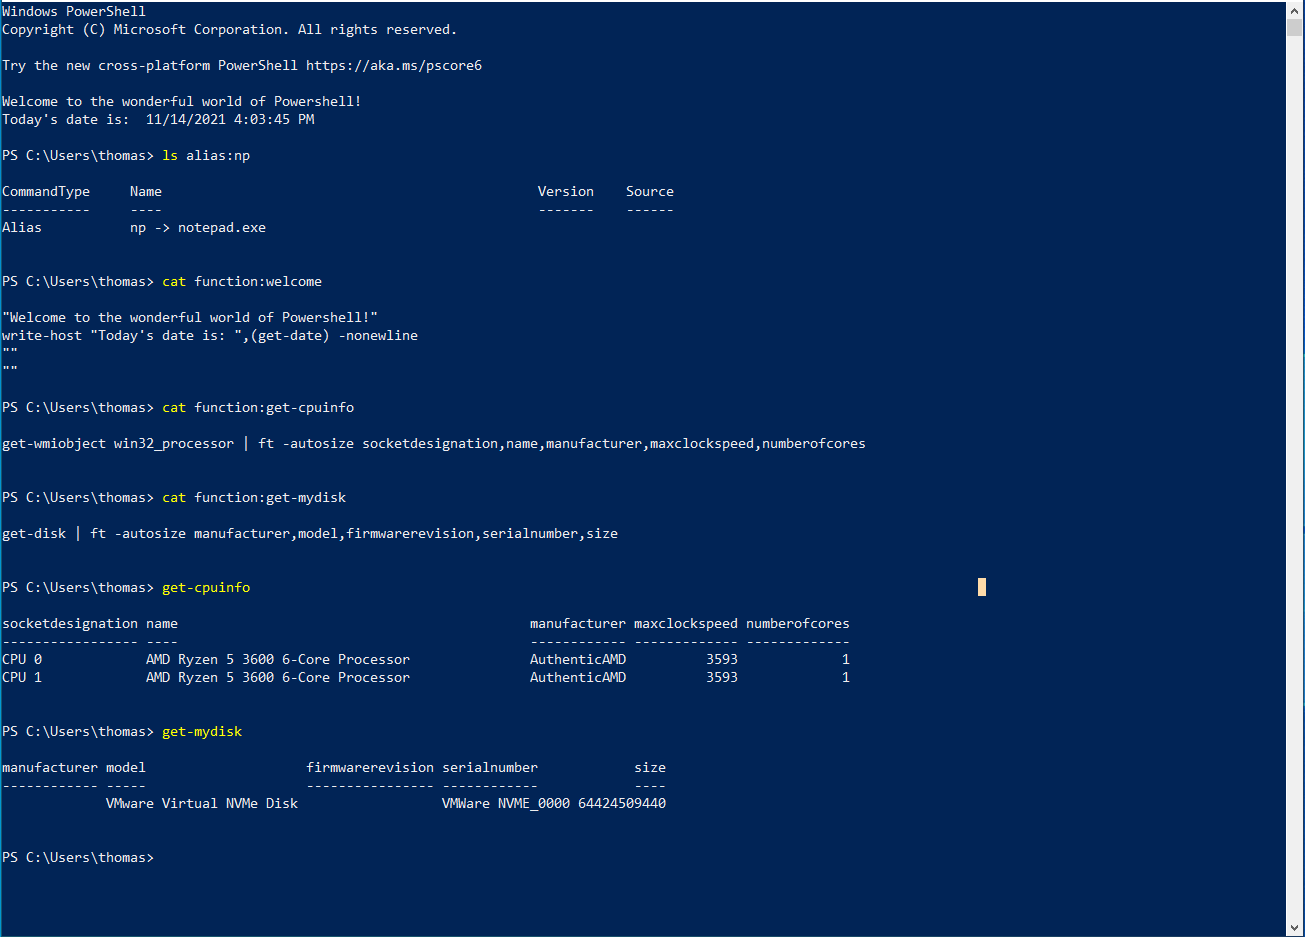 Windows PowerShell
Copyright (C) Microsoft Corporation. All rights reserved.
Try the new cross-platform PowerShell https://aka.ms/pscore6
Welcome to the wonderful world of Powershell!
Today's date is:  11/14/2021 4:03:45 PM
PS C:\Users\thomas> ls alias:np
CommandType     Name                                               Version    Source
-----------     ----                                               -------    ------
Alias           np -> notepad.exe
PS C:\Users\thomas> cat function:welcome
"Welcome to the wonderful world of Powershell!"
write-host "Today's date is: ",(get-date) -nonewline
""
""
PS C:\Users\thomas> cat function:get-cpuinfo
get-wmiobject win32_processor | ft -autosize socketdesignation,name,manufacturer,maxclockspeed,numberofcores
PS C:\Users\thomas> cat function:get-mydisk
get-disk | ft -autosize manufacturer,model,firmwarerevision,serialnumber,size
PS C:\Users\thomas> get-cpuinfo
socketdesignation name                                            manufacturer maxclockspeed numberofcores
----------------- ----                                            ------------ ------------- -------------
CPU 0             AMD Ryzen 5 3600 6-Core Processor               AuthenticAMD          3593             1
CPU 1             AMD Ryzen 5 3600 6-Core Processor               AuthenticAMD          3593             1
PS C:\Users\thomas> get-mydisk
manufacturer model                    firmwarerevision serialnumber            size
------------ -----                    ---------------- ------------            ----
             VMware Virtual NVMe Disk                  VMWare NVME_0000 64424509440
PS C:\Users\thomas>